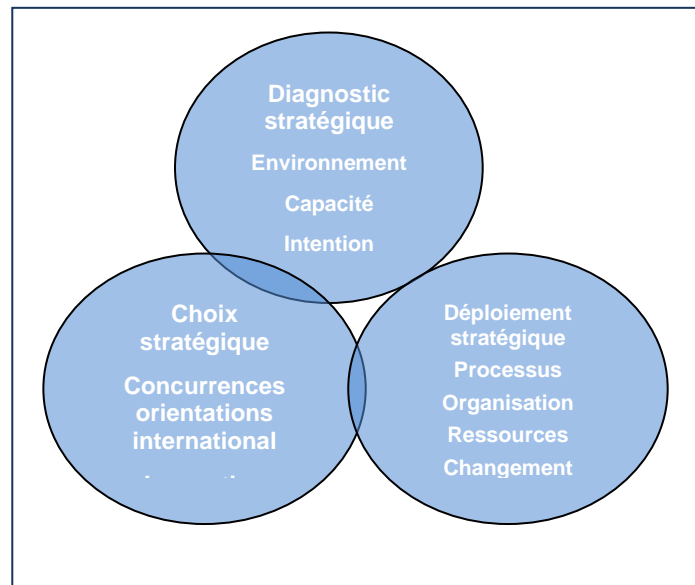 Diagnostic
stratégique
Environnement
Capacité
Intention
Choix
stratégique
Concurrences
orientations
international
Déploiement
stratégique
Processus
Organisation
Ressources
Changement